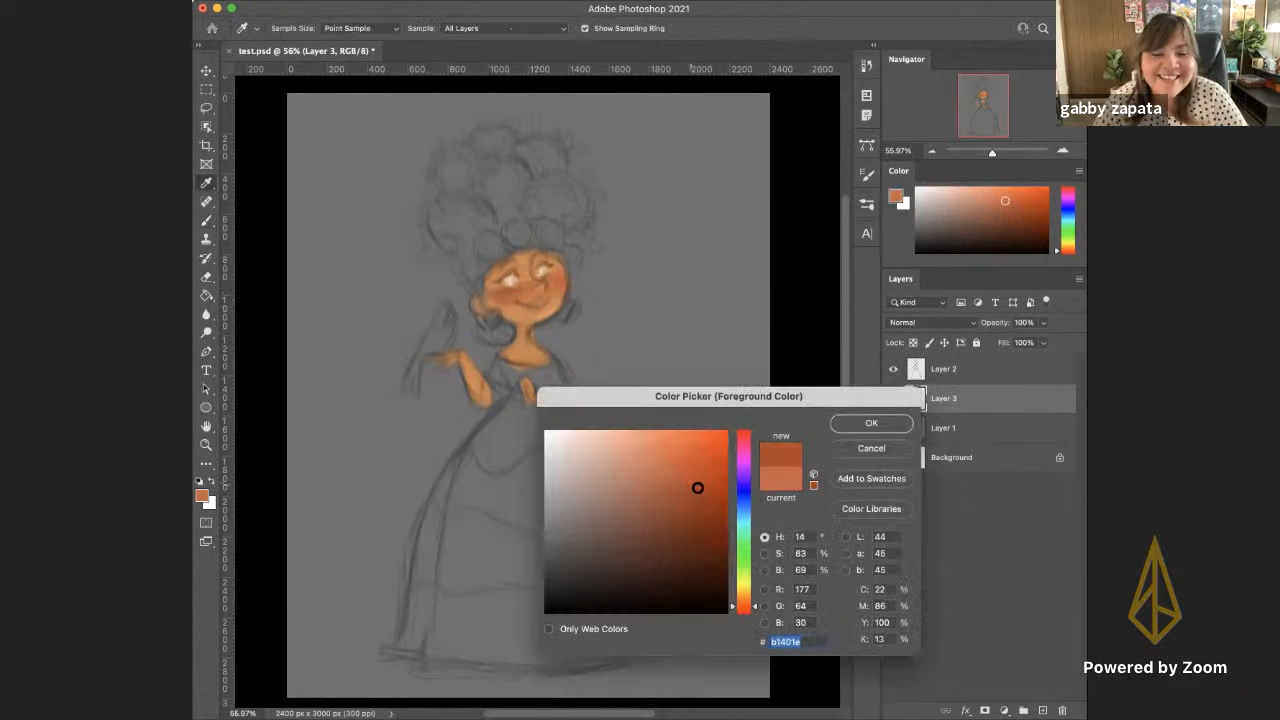 Adobe Photoshop 2021
Sample Size: Point Sample Sample: All Layers Show Sampling Ring
test.psd @ 56% (Layer 3, RGB/8) *
gabby zapata
Navigator
200 0 400 600 800 1000 1200 1400 1600 1800 2000 2200 2400 2600
55.97%
Color
Layers
Kind
Normal Opacity: 100%
Lock: Fill: 100%
Layer 2
Layer 3
Layer 1
Background
Color Picker (Foreground Color)
new
current
OK
Cancel
Add to Swatches
Color Libraries
H: 14 ° L: 44
S: 83 % a: 45
B: 69 % b: 45
R: 177 C: 22 %
G: 64 M: 86 %
B: 30 Y: 100 %
# b1401e K: 13 %
Only Web Colors
Powered by Zoom
55.97% 2400 px x 3000 px (300 ppi)